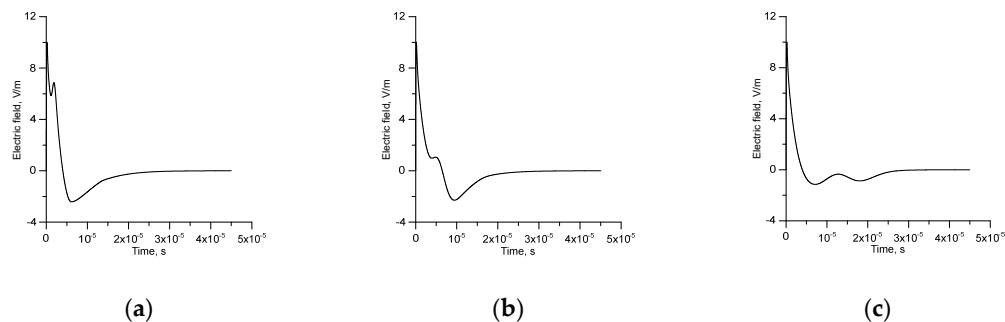 12
8
4
0
-4
Electric field, V/m
0 10⁻⁵ 2x10⁻⁵ 3x10⁻⁵ 4x10⁻⁵ 5x10⁻⁵
Time, s
(a)
12
8
4
0
-4
Electric field, V/m
0 10⁻⁵ 2x10⁻⁵ 3x10⁻⁵ 4x10⁻⁵ 5x10⁻⁵
Time, s
(b)
12
8
4
0
-4
Electric field, V/m
0 10⁻⁵ 2x10⁻⁵ 3x10⁻⁵ 4x10⁻⁵ 5x10⁻⁵
Time, s
(c)